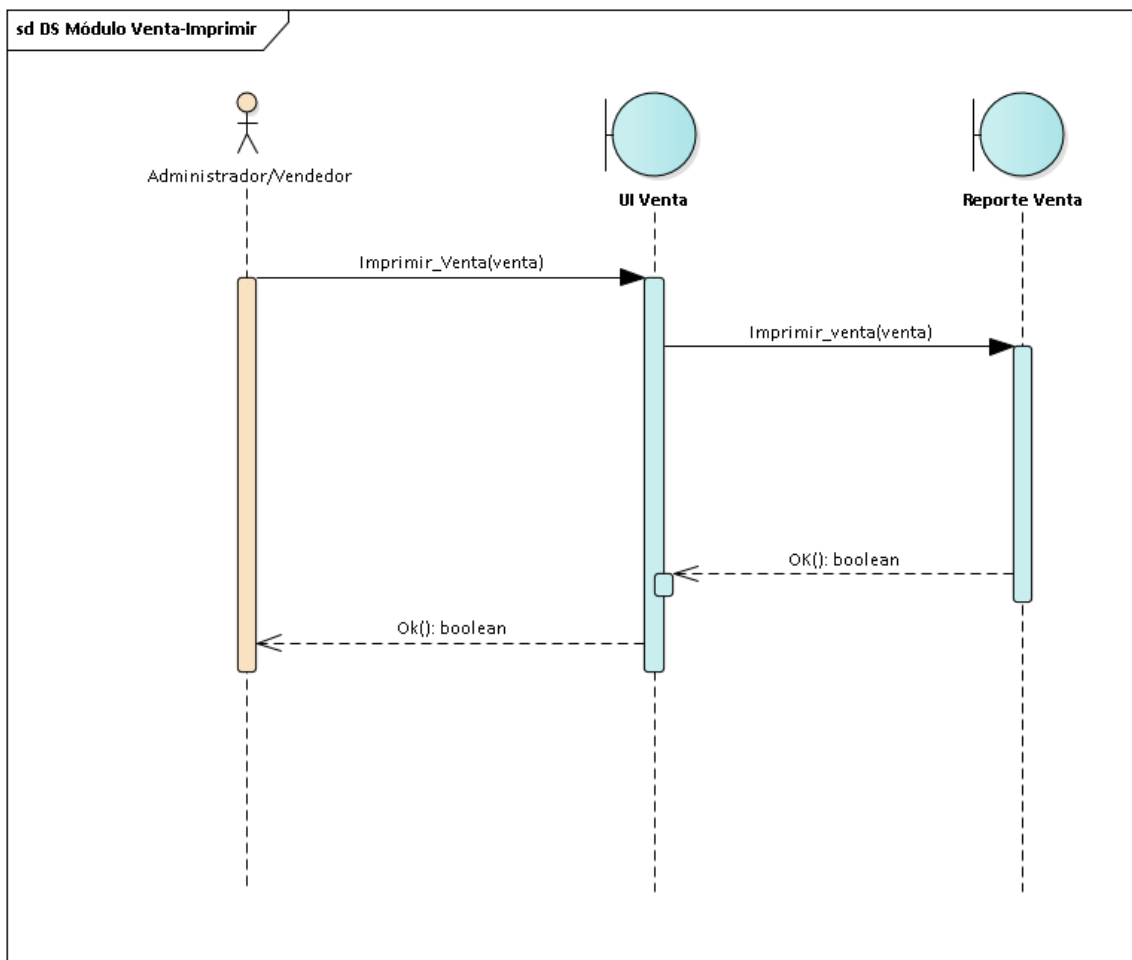 sd DS Módulo Venta-Imprimir
Administrador/Vendedor
UI Venta
Reporte Venta
Imprimir_Venta(venta)
Imprimir_venta(venta)
OK(): boolean
Ok(): boolean